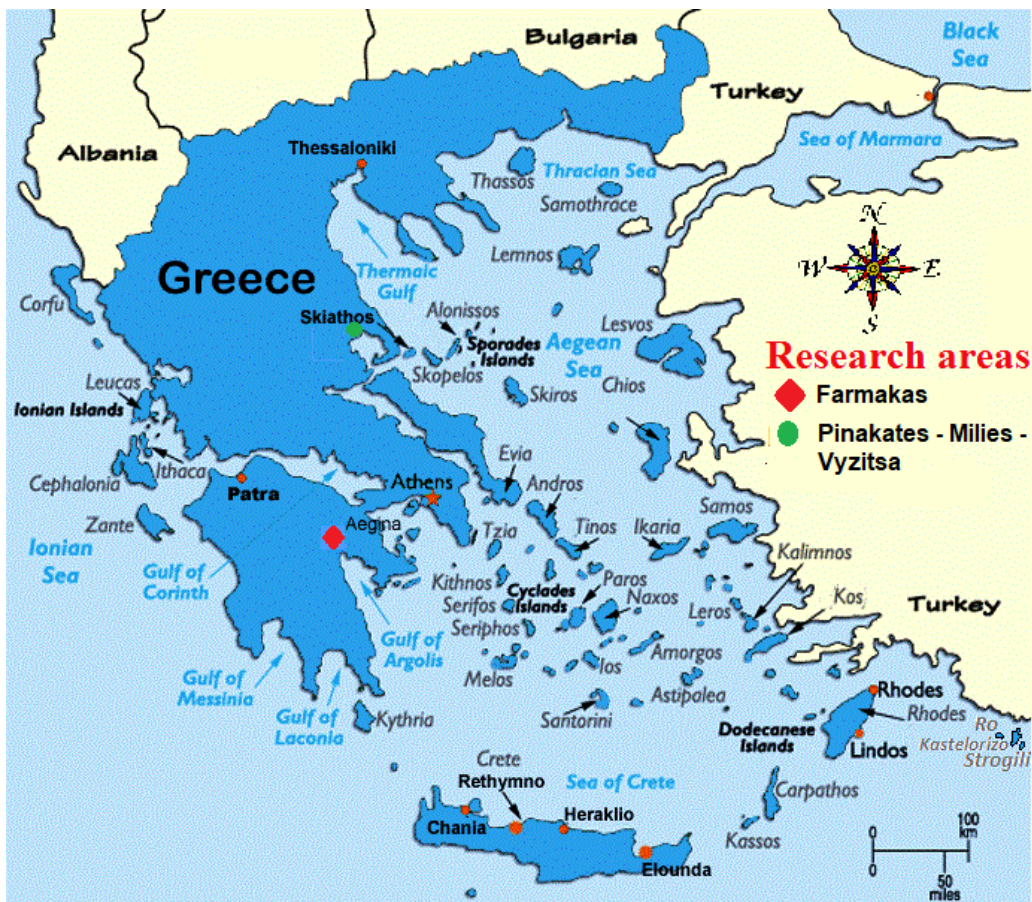 Black
Sea
Bulgaria
Turkey
Sea of Marmara
Albania
Thessaloniki
Thassos
Thracian Sea
Samothrace
N
W
E
S
Lemnos
Thermaic
Gulf
Greece
Corfu
Skiathos
Alonissos
Sporades
Islands
Aegean
Sea
Lesvos
Research areas
Farmakas
Pinakates - Milies -
Vyzitsa
Skopelos
Skiros
Chios
Leucas
Ionian Islands
Ithaca
Cephalonia
Patra
Evia
Athens
Andros
Zante
Aegina
Tzia
Tinos
Ikaria
Samos
Kalimnos
Ionian
Sea
Gulf of
Corinth
Kithnos
Cyclades
Islands
Paros
Naxos
Serifos
Seriphos
Leros
Kos
Turkey
Gulf of
Argolis
Melos
Ios
Amorgos
Astipalea
Gulf of
Messinia
Gulf of
Laconia
Kythria
Santorini
Rhodes
Rhodes
Dodecanese
Islands
Lindos
Ro
Kastelorizo
Strogili
Crete
Rethymno
Sea of Crete
Carpathos
Chania
Heraklio
Kassos
Elounda
0
100
km
0
50
miles